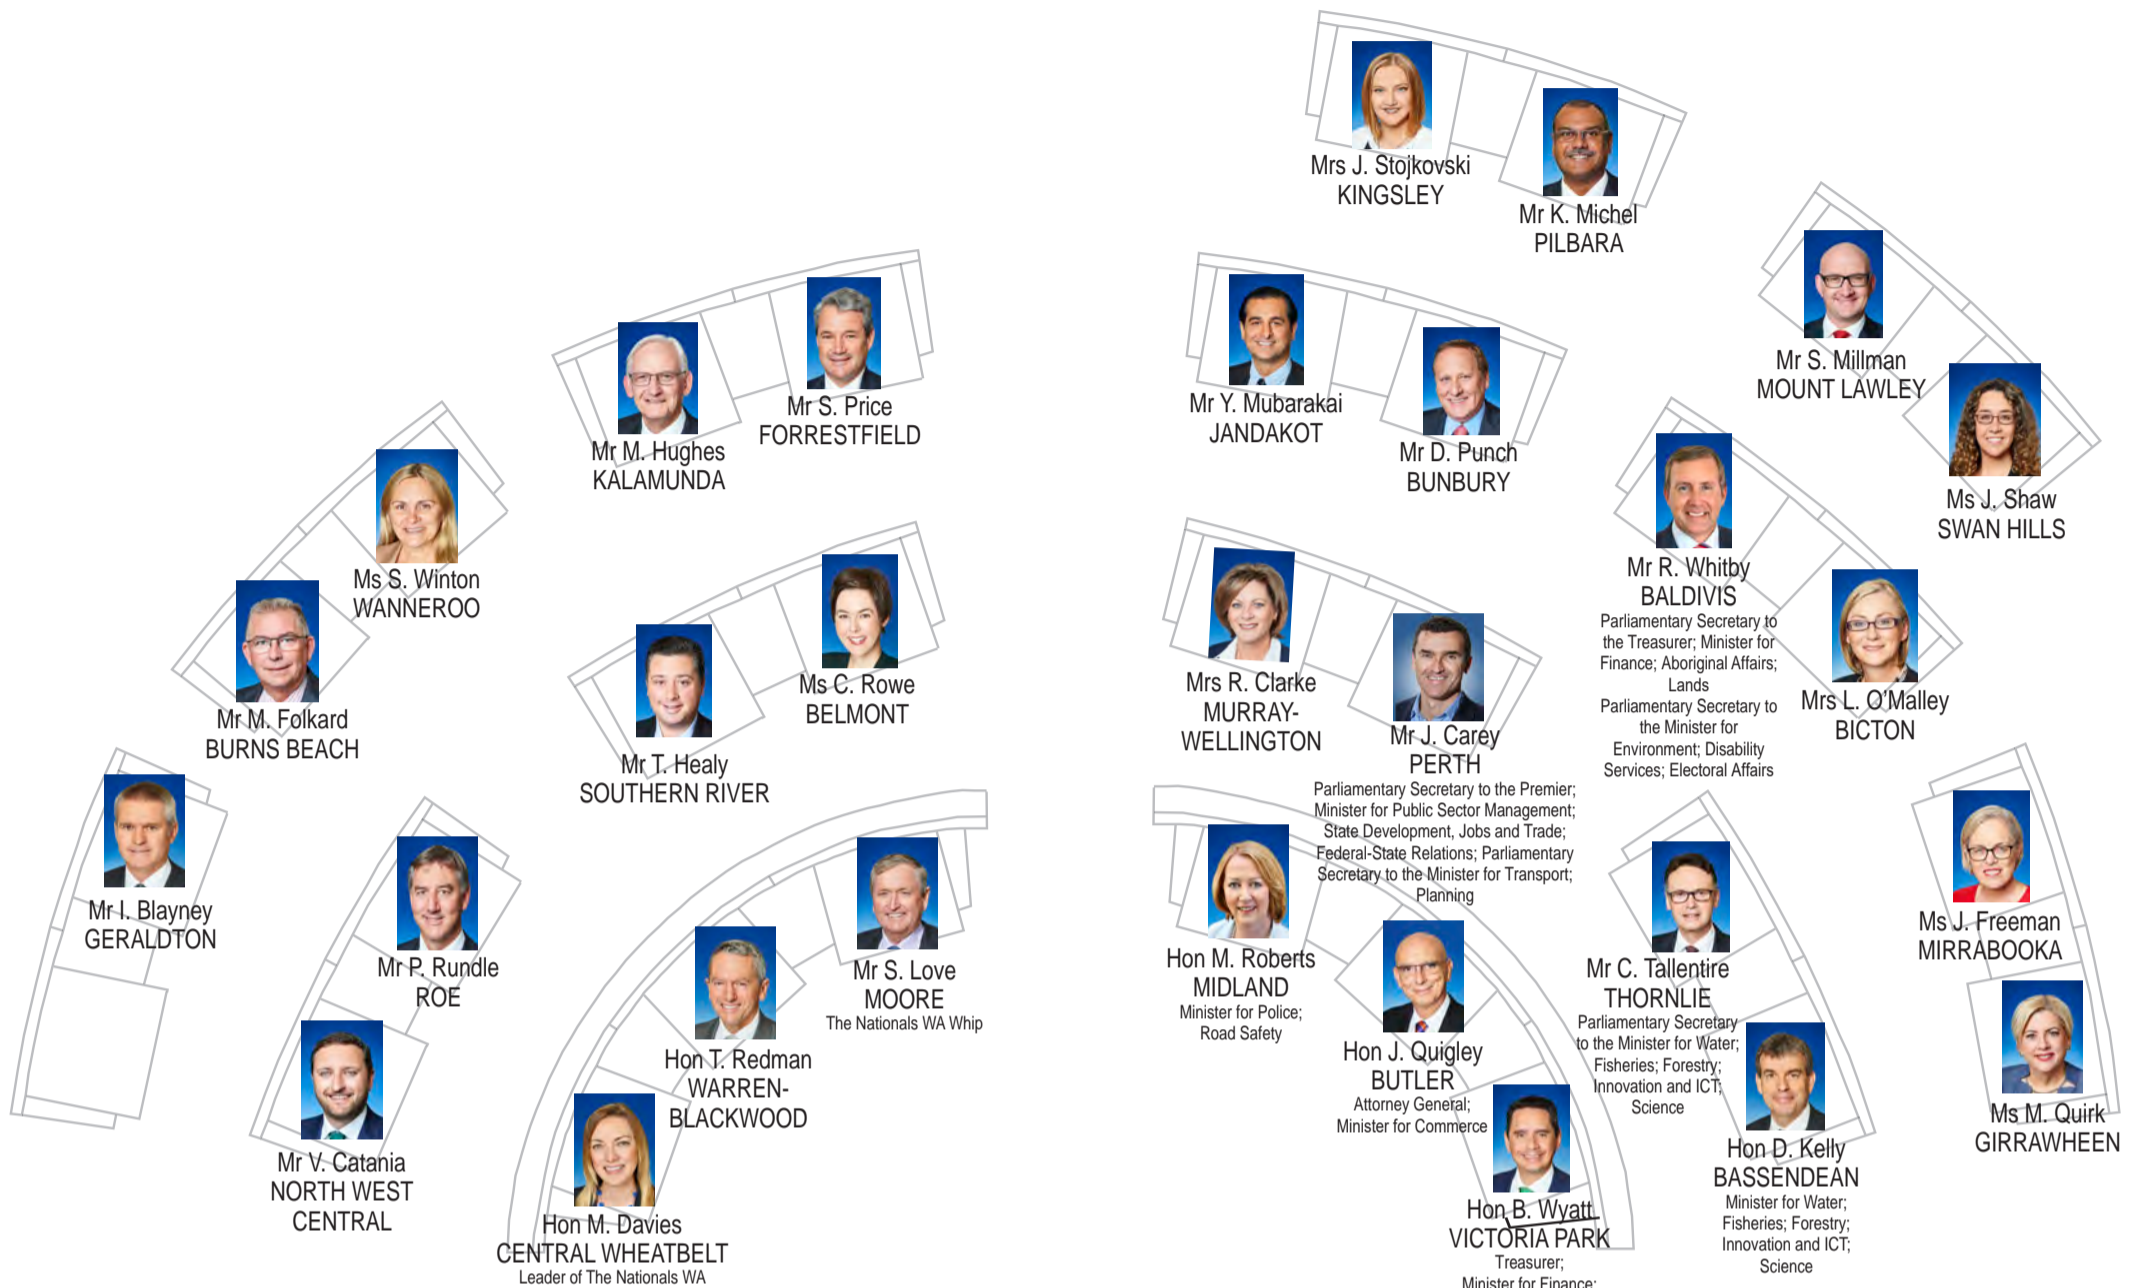 Mrs J. Stojkovski
KINGSLEY
Mr K. Michel
PILBARA
Mr S. Millman
MOUNT LAWLEY
Ms J. Shaw
SWAN HILLS
Mr S. Price
FORRESTFIELD
Mr M. Hughes
KALAMUNDA
Mr Y. Mubarakai
JANDAKOT
Mr D. Punch
BUNBURY
Ms S. Winton
WANNEROO
Mr M. Folkard
BURNS BEACH
Mr R. Whitby
BALDIVIS
Parliamentary Secretary to
the Treasurer; Minister for
Finance; Aboriginal Affairs;
Lands
Parliamentary Secretary to
the Minister for
Environment; Disability
Services; Electoral Affairs
Mrs L. O'Malley
BICTON
Ms C. Rowe
BELMONT
Mr T. Healy
SOUTHERN RIVER
Mrs R. Clarke
MURRAY-
WELLINGTON
Mr J. Carey
PERTH
Parliamentary Secretary to the Premier;
Minister for Public Sector Management;
State Development, Jobs and Trade;
Federal-State Relations; Parliamentary
Secretary to the Minister for Transport;
Planning
Mr I. Blayney
GERALDTON
Mr P. Rundle
ROE
Mr V. Catania
NORTH WEST
CENTRAL
Mr S. Love
MOORE
The Nationals WA Whip
Hon T. Redman
WARREN-
BLACKWOOD
Hon M. Davies
CENTRAL WHEATBELT
Leader of The Nationals WA
Hon M. Roberts
MIDLAND
Minister for Police;
Road Safety
Hon J. Quigley
BUTLER
Attorney General;
Minister for Commerce
Hon B. Wyatt
VICTORIA PARK
Treasurer;
Minister for Finance;
Mr C. Tallentire
THORNLIE
Parliamentary Secretary
to the Minister for Water;
Fisheries; Forestry;
Innovation and ICT;
Science
Hon D. Kelly
BASSENDEAN
Minister for Water;
Fisheries; Forestry;
Innovation and ICT;
Science
Ms J. Freeman
MIRRABOOKA
Ms M. Quirk
GIRRAWHEEN